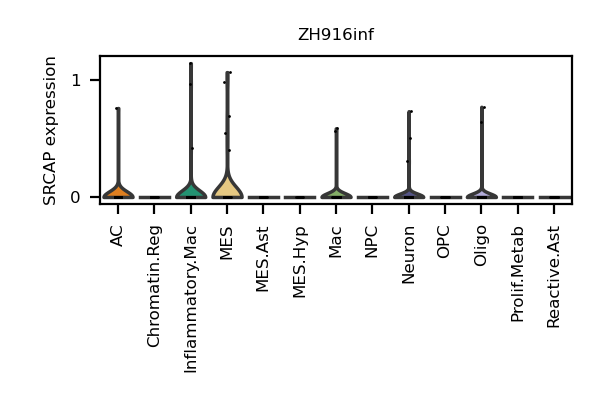 ZH916inf
SRCAP expression
1
0
AC
Chromatin.Reg
Inflammatory.Mac
MES
MES.Ast
MES.Hyp
Mac
NPC
Neuron
OPC
Oligo
Prolif.Metab
Reactive.Ast